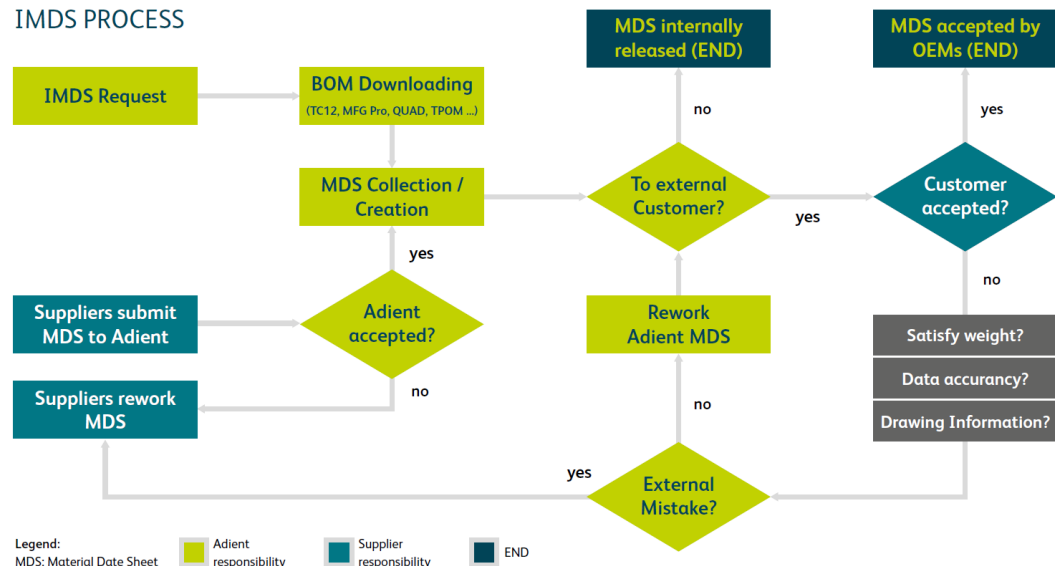 IMDS PROCESS
MDS internally
released (END)
MDS accepted by
OEMs (END)
IMDS Request
BOM Downloading
(TC12, MFG Pro, QUAD, TPOM ...)
no
yes
MDS Collection /
Creation
To external
Customer?
yes
Customer
accepted?
yes
no
Suppliers submit
MDS to Adient
Adient
accepted?
Rework
Adient MDS
Satisfy weight?
Data accurancy?
Drawing Information?
Suppliers rework
MDS
no
no
yes
External
Mistake?
Legend:
MDS: Material Date Sheet
Adient
responsibility
Supplier
responsibility
END